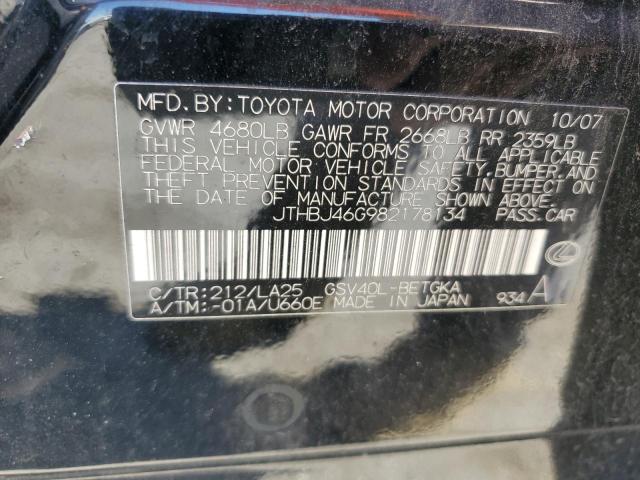 MFD. BY: TOYOTA MOTOR CORPORATION 10/07
GVWR 4680LB GAWR FR 2668LB RR 2359LB
THIS VEHICLE CONFORMS TO ALL APPLICABLE
FEDERAL MOTOR VEHICLE SAFETY, BUMPER, AND
THEFT PREVENTION STANDARDS IN EFFECT ON
THE DATE OF MANUFACTURE SHOWN ABOVE.
JTHBJ46G982178134 PASS. CAR
C/TR: 212/LA25 GSV40L-BETGKA
A/TM: -01A/U660E MADE IN JAPAN 934 A